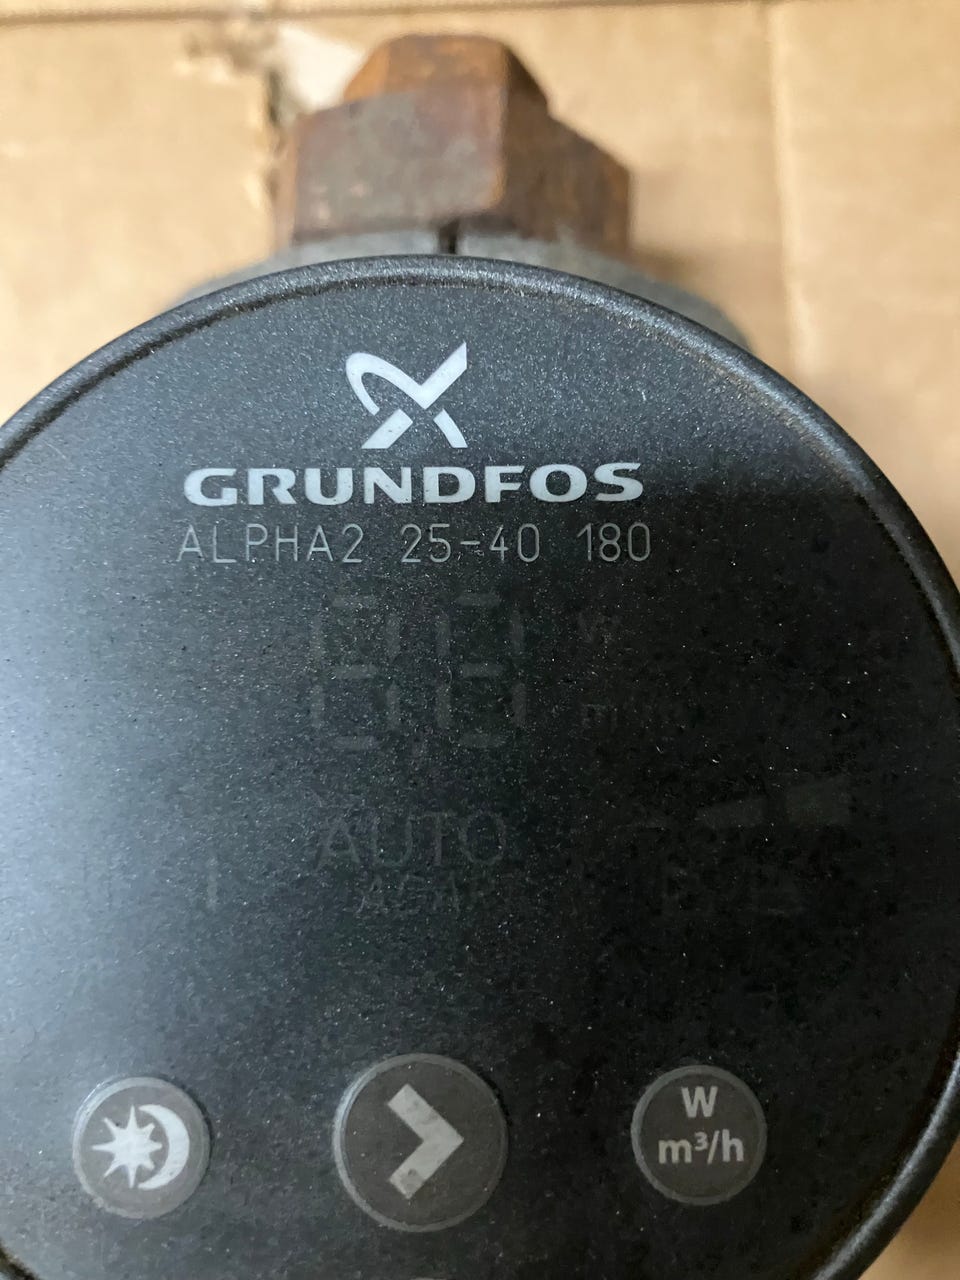 GRUNDFOS
ALPHA2 25-40 180
W
AUTO
W
m³/h